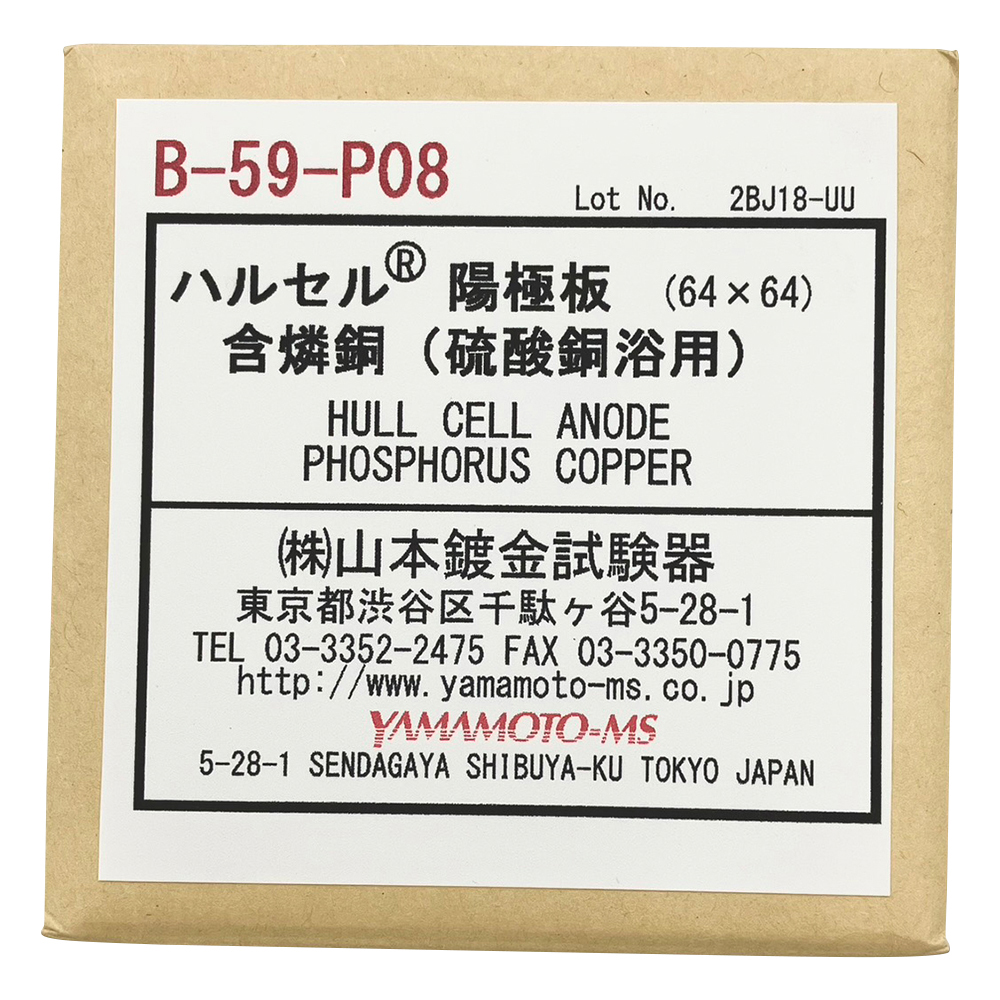 B-59-P08
Lot No. 2BJ18-UU
ハルセル® 陽極板 (64×64)
含燐銅 (硫酸銅浴用)
HULL CELL ANODE
PHOSPHORUS COPPER
㈱山本鍍金試験器
東京都渋谷区千駄ヶ谷5-28-1
TEL 03-3352-2475 FAX 03-3350-0775
http://www.yamamoto-ms.co.jp
YAMAMOTO-MS
5-28-1 SENDAGAYA SHIBUYA-KU TOKYO JAPAN